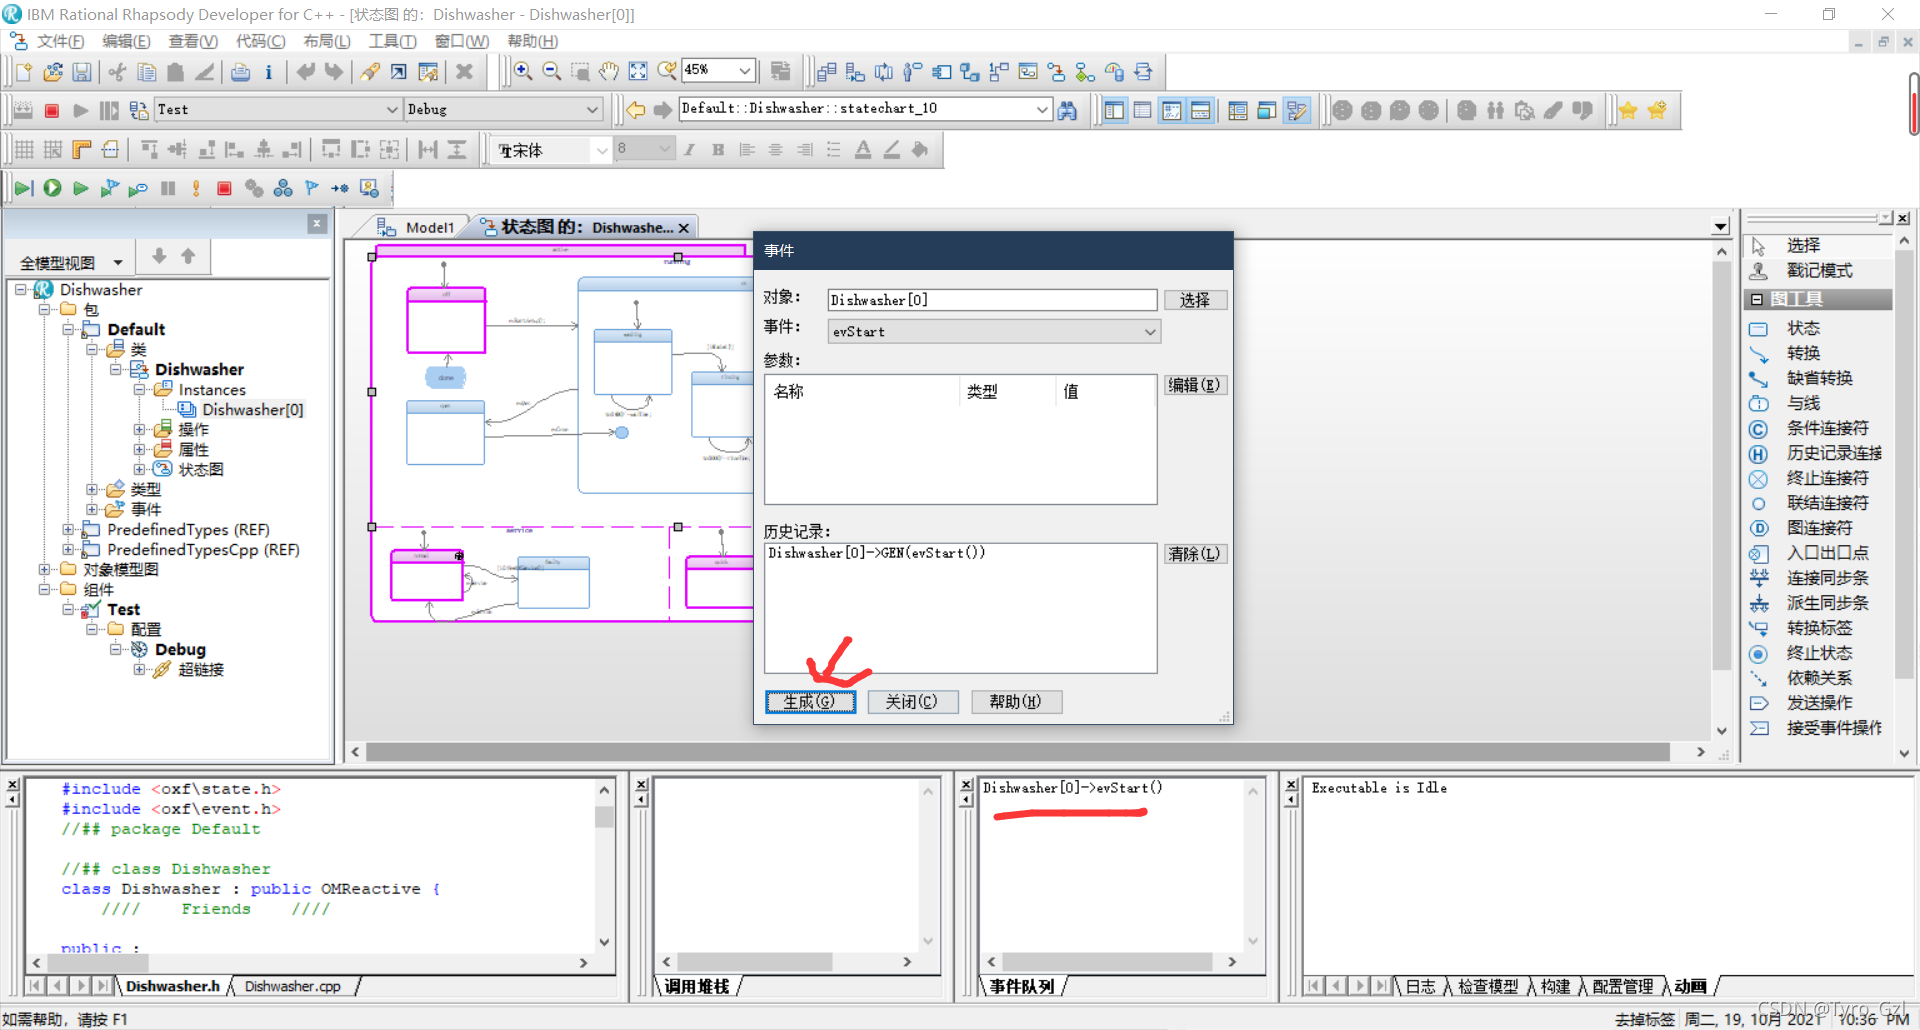 IBM Rational Rhapsody Developer for C++ - [状态图 的: Dishwasher - Dishwasher[0]]
文件(F) 编辑(E) 查看(V) 代码(C) 布局(L) 工具(T) 窗口(W) 帮助(H)
45%
Test Debug Default::Dishwasher::statechart_10
宋体 8
全模型视图
Dishwasher
包
Default
类
Dishwasher
Instances
Dishwasher[0]
操作
属性
状态图
类型
事件
PredefinedTypes (REF)
PredefinedTypesCpp (REF)
对象模型图
组件
Test
配置
Debug
超链接
Model1 状态图 的: Dishwashe...
active
running
done
service
事件
对象: Dishwasher[0] 选择
事件: evStart
参数:
名称 类型 值
编辑(E)
历史记录:
Dishwasher[0]->GEN(evStart())
清除(L)
生成(G) 关闭(C) 帮助(H)
选择
戳记模式
图工具
状态
转换
缺省转换
与线
条件连接符
历史记录连接
终止连接符
联结连接符
图连接符
入口出口点
连接同步条
派生同步条
转换标签
终止状态
依赖关系
发送操作
接受事件操作
#include <oxf\state.h>
#include <oxf\event.h>
//## package Default
//## class Dishwasher
class Dishwasher : public OMReactive {
//// Friends ////
public :
Dishwasher.h Dishwasher.cpp
调用堆栈
Dishwasher[0]->evStart()
事件队列
Executable is Idle
日志 检查模型 构建 配置管理 动画
如需帮助，请按 F1
去掉标签 周二, 19, 10月 2021 10:36 PM
CSDN @Tyro_Gzl